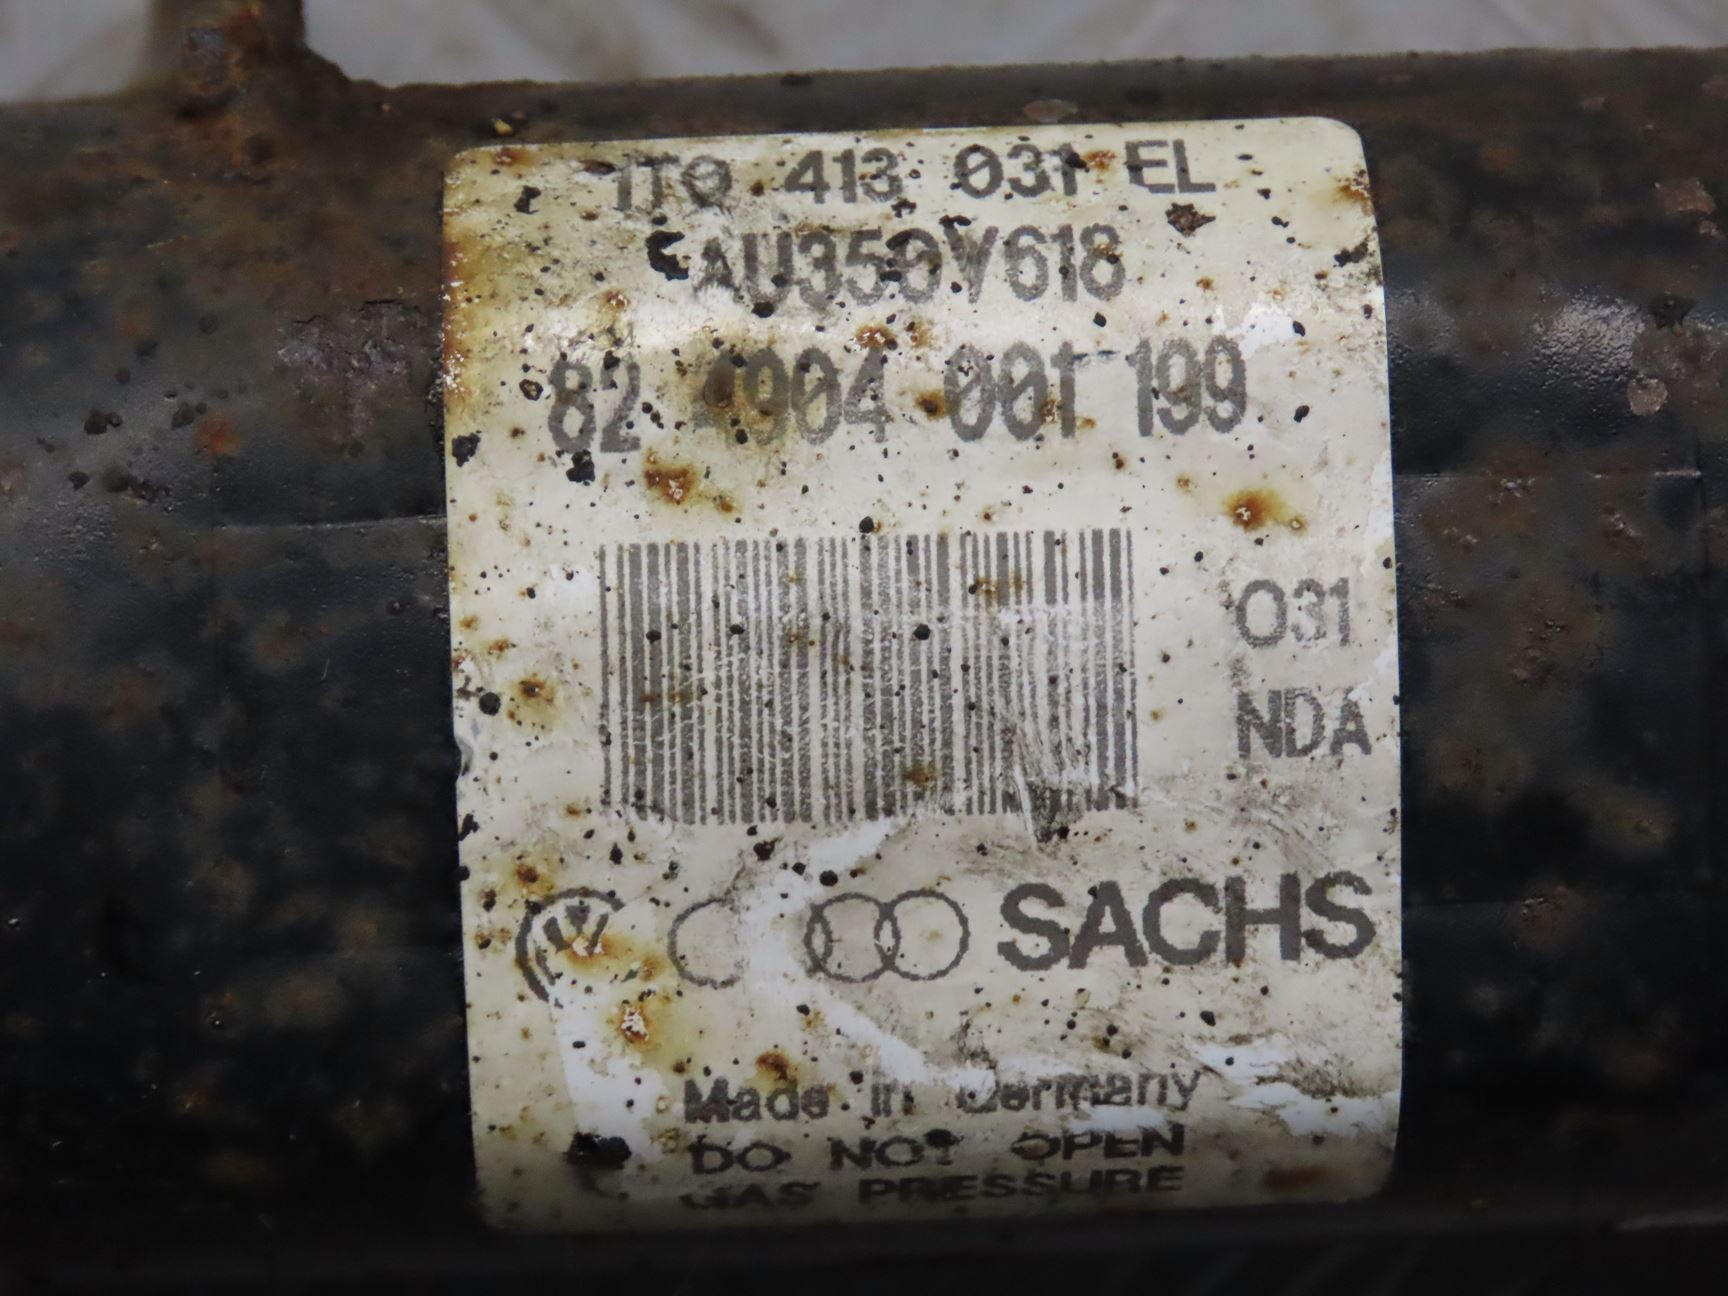 1T0 413 031 EL
AU350Y618
82 4904 001 199
031
NDA
SACHS
Made in Germany
DO NOT OPEN
GAS PRESSURE